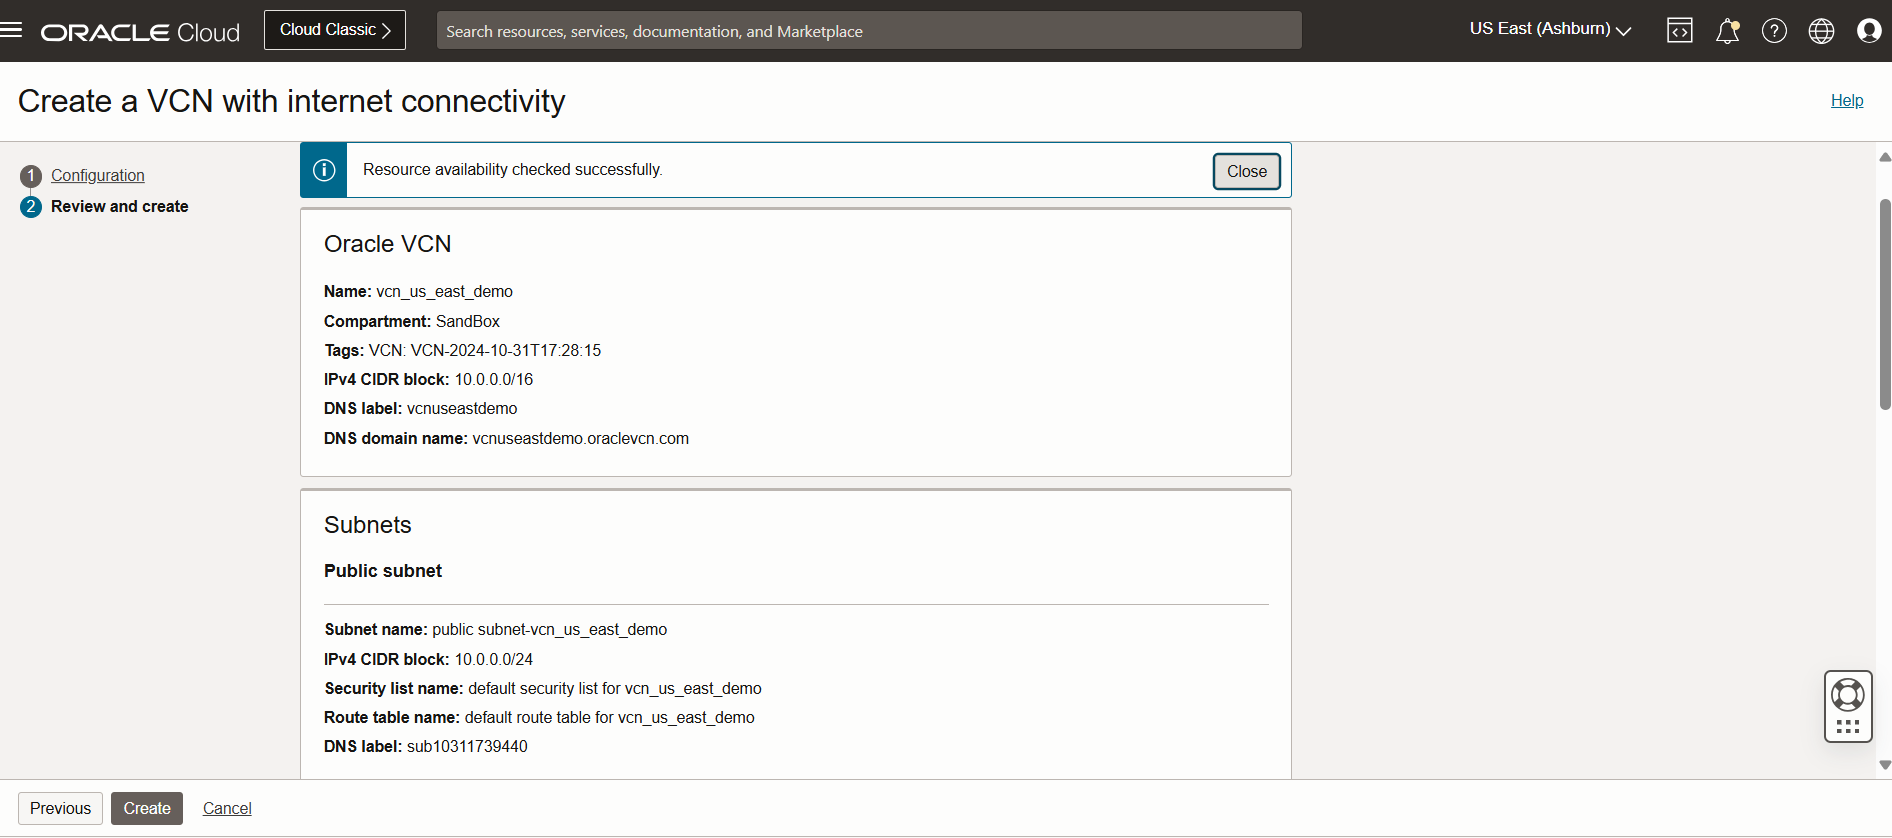 ORACLE Cloud
Cloud Classic
Search resources, services, documentation, and Marketplace
US East (Ashburn)
Create a VCN with internet connectivity
Help
1 Configuration
2 Review and create
Resource availability checked successfully.
Close
Oracle VCN
Name: vcn_us_east_demo
Compartment: SandBox
Tags: VCN: VCN-2024-10-31T17:28:15
IPv4 CIDR block: 10.0.0.0/16
DNS label: vcnuseastdemo
DNS domain name: vcnuseastdemo.oraclevcn.com
Subnets
Public subnet
Subnet name: public subnet-vcn_us_east_demo
IPv4 CIDR block: 10.0.0.0/24
Security list name: default security list for vcn_us_east_demo
Route table name: default route table for vcn_us_east_demo
DNS label: sub10311739440
Previous
Create
Cancel